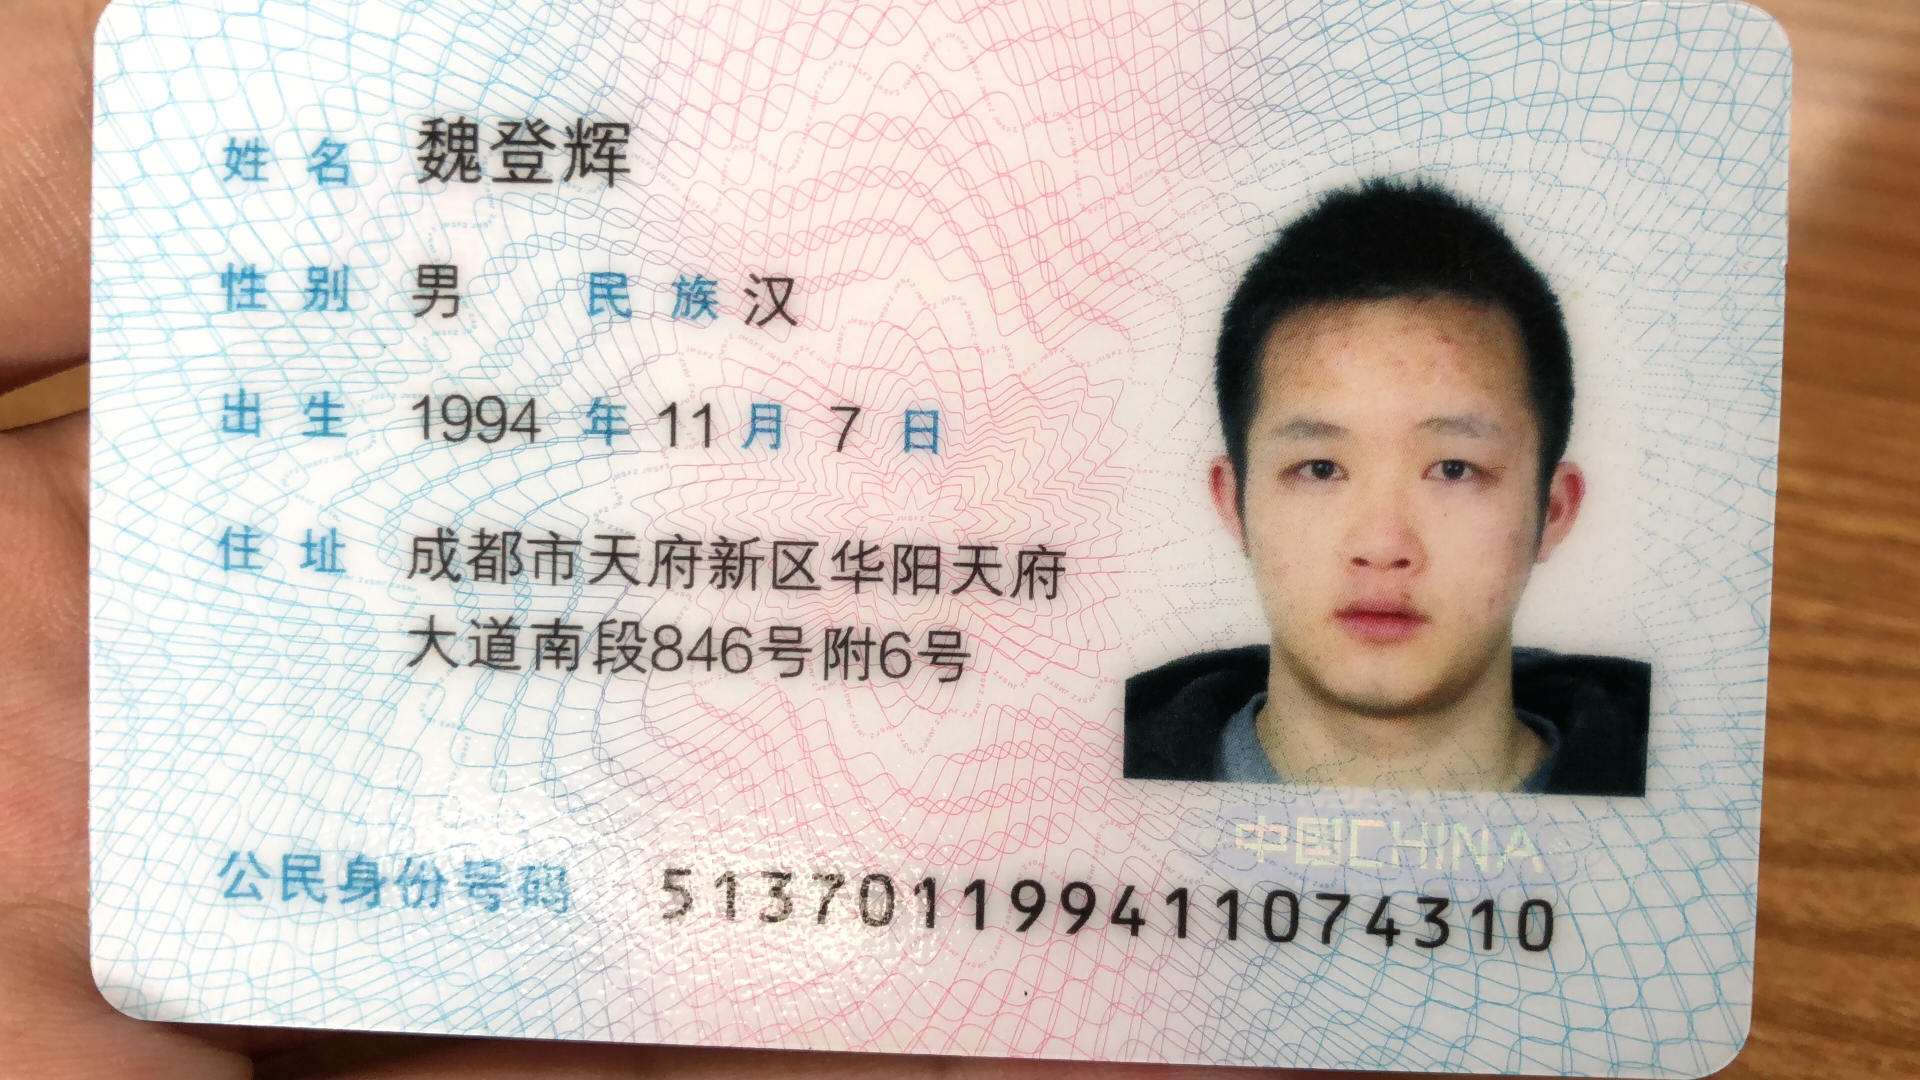 姓名 魏登辉
性别 男 民族 汉
出生 1994 年 11 月 7 日
住址 成都市天府新区华阳天府
大道南段846号附6号
中国CHINA
公民身份号码 513701199411074310